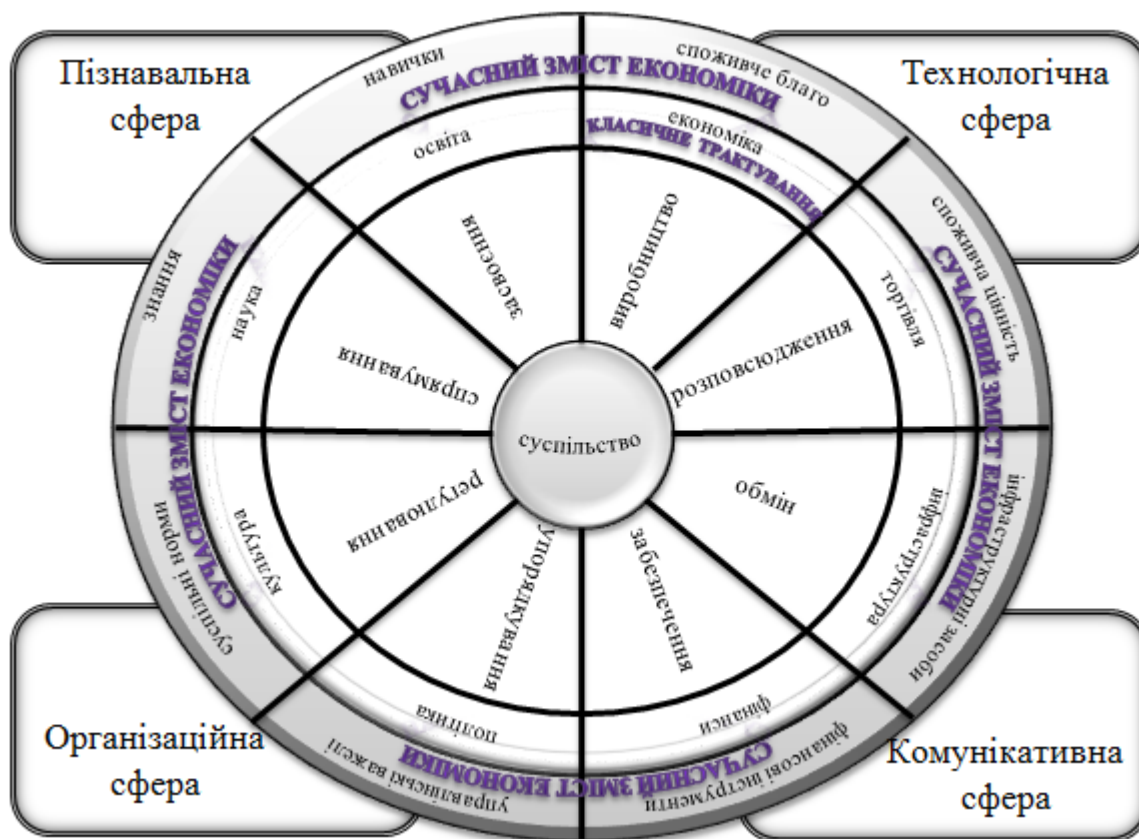 Пізнавальна
сфера
Технологічна
сфера
навички
СУЧАСНИЙ ЗМІСТ ЕКОНОМІКИ
споживче благо
освіта
економіка
КЛАСИЧНЕ ТРАКТУВАННЯ
засвоєння
виробництво
знання
СУЧАСНИЙ ЗМІСТ ЕКОНОМІКИ
наука
спрямування
розповсюдження
торгівля
СУЧАСНИЙ ЗМІСТ ЕКОНОМІКИ
споживча цінність
суспільство
суспільні норми
культура
регулювання
упорядкування
забезпечення
обмін
інфраструктура
інфраструктурні засоби
політика
фінанси
управлінські важелі
СУЧАСНИЙ ЗМІСТ ЕКОНОМІКИ
фінансові інструменти
Організаційна
сфера
Комунікативна
сфера